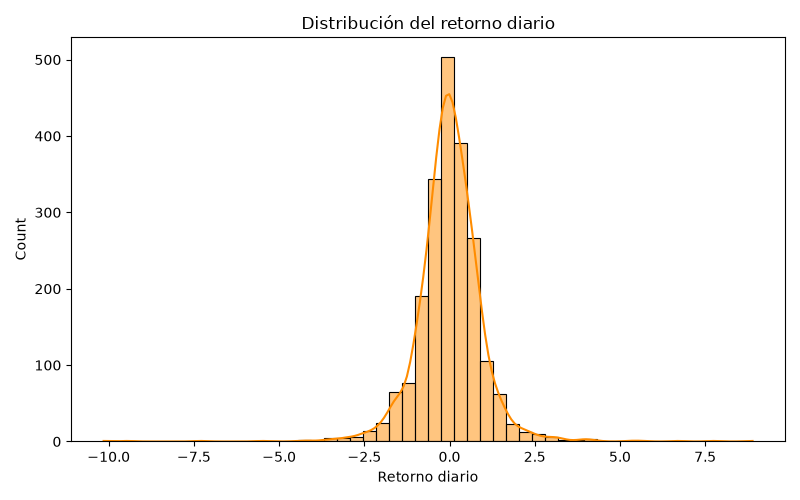 Distribución del retorno diario
500
400
300
200
100
0
Count
−10.0 −7.5 −5.0 −2.5 0.0 2.5 5.0 7.5
Retorno diario